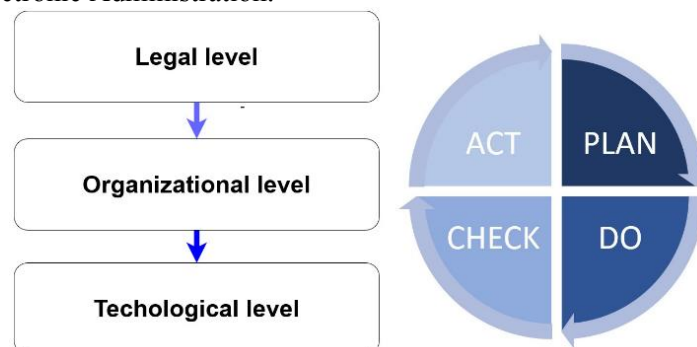 Legal level
Organizational level
Techological level
ACT
PLAN
CHECK
DO